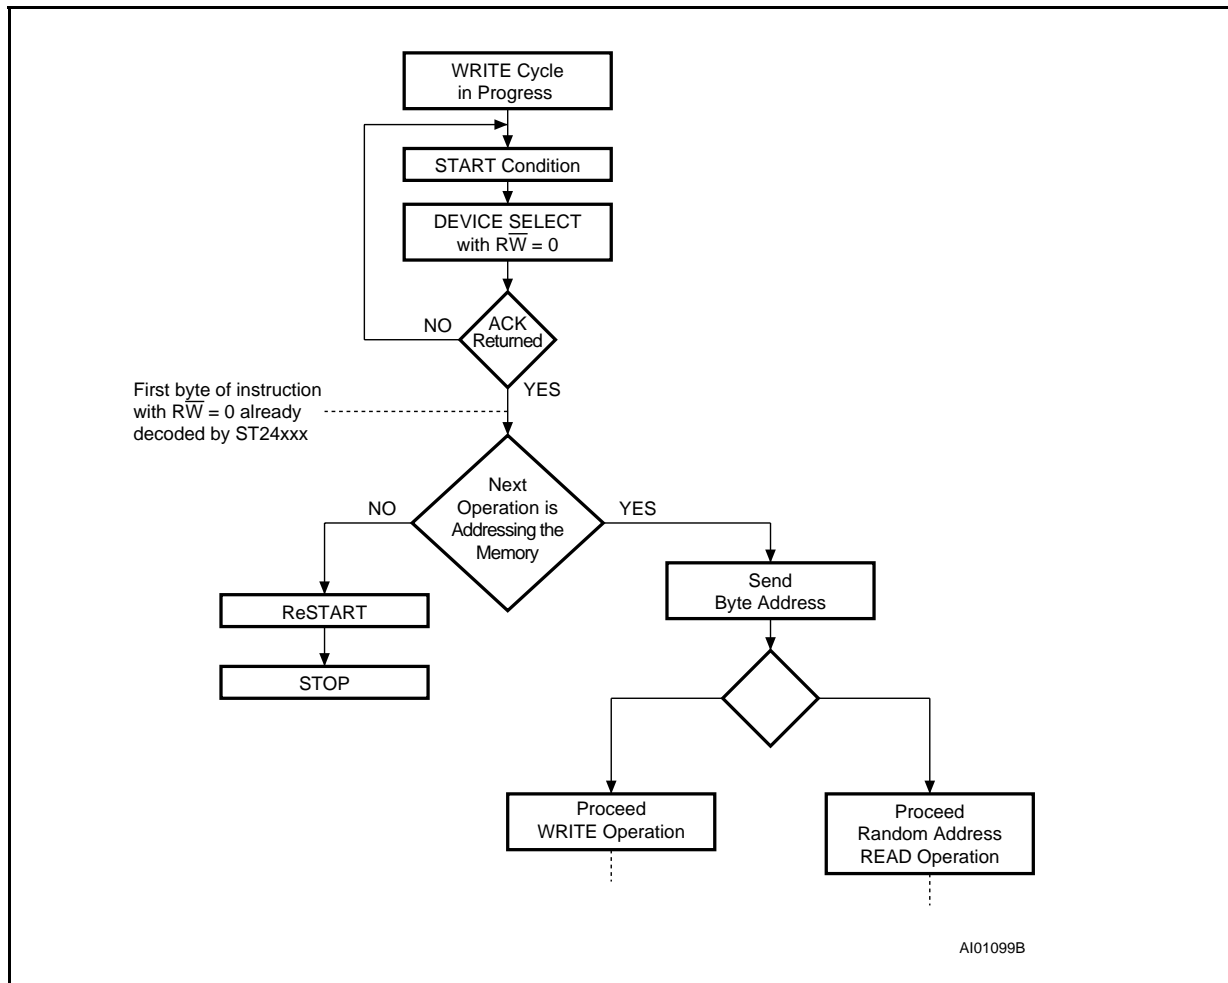 WRITE Cycle
in Progress
START Condition
DEVICE SELECT
with RW̅ = 0
ACK
Returned
NO
YES
First byte of instruction
with RW̅ = 0 already
decoded by ST24xxx
Next
Operation is
Addressing the
Memory
NO
YES
Send
Byte Address
ReSTART
STOP
Proceed
WRITE Operation
Proceed
Random Address
READ Operation
AI01099B